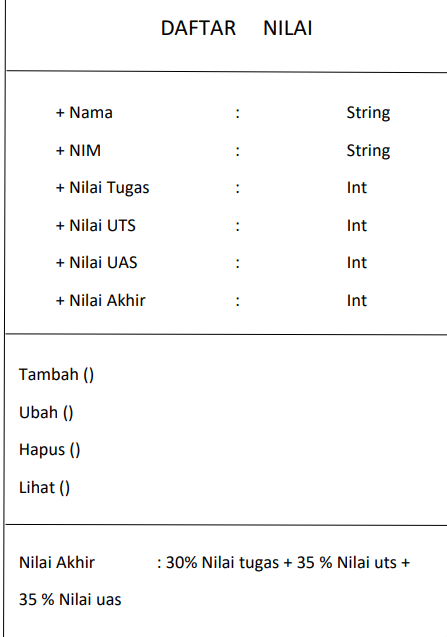 DAFTAR NILAI
+ Nama : String
+ NIM : String
+ Nilai Tugas : Int
+ Nilai UTS : Int
+ Nilai UAS : Int
+ Nilai Akhir : Int
Tambah ()
Ubah ()
Hapus ()
Lihat ()
Nilai Akhir : 30% Nilai tugas + 35 % Nilai uts +
35 % Nilai uas